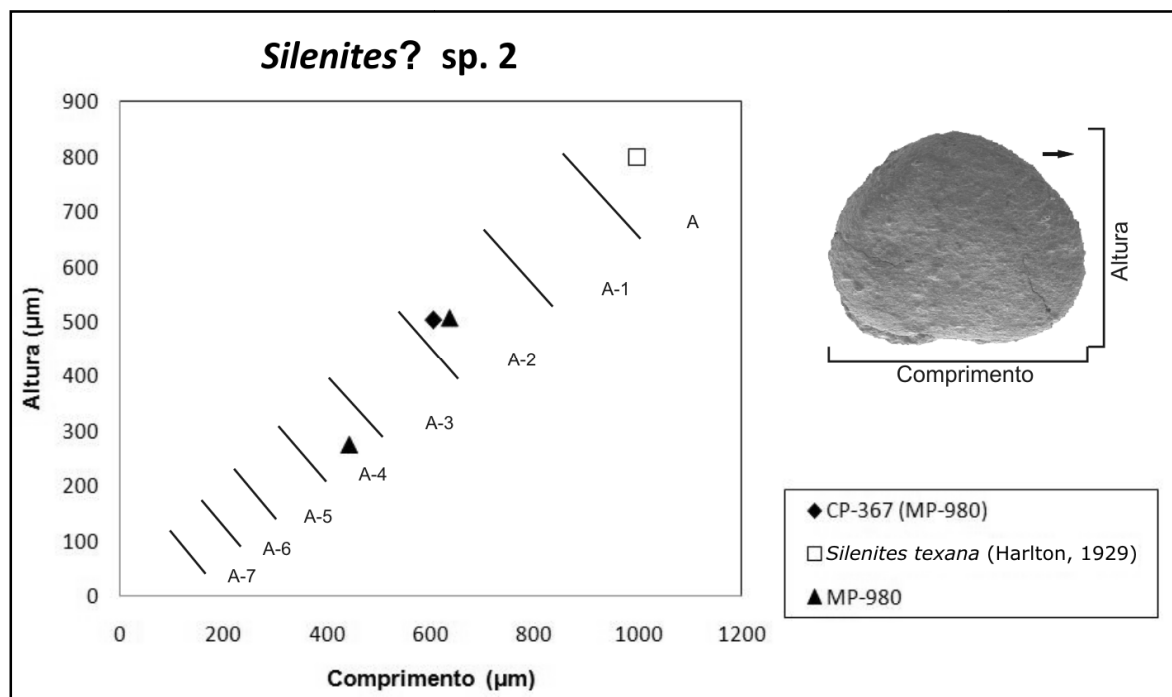 Silenites? sp. 2
900
800
700
600
500
400
300
200
100
0
Altura (µm)
A
A-1
A-2
A-3
A-4
A-5
A-6
A-7
0 200 400 600 800 1000 1200
Comprimento (µm)
Altura
Comprimento
CP-367 (MP-980)
Silenites texana (Harlton, 1929)
MP-980